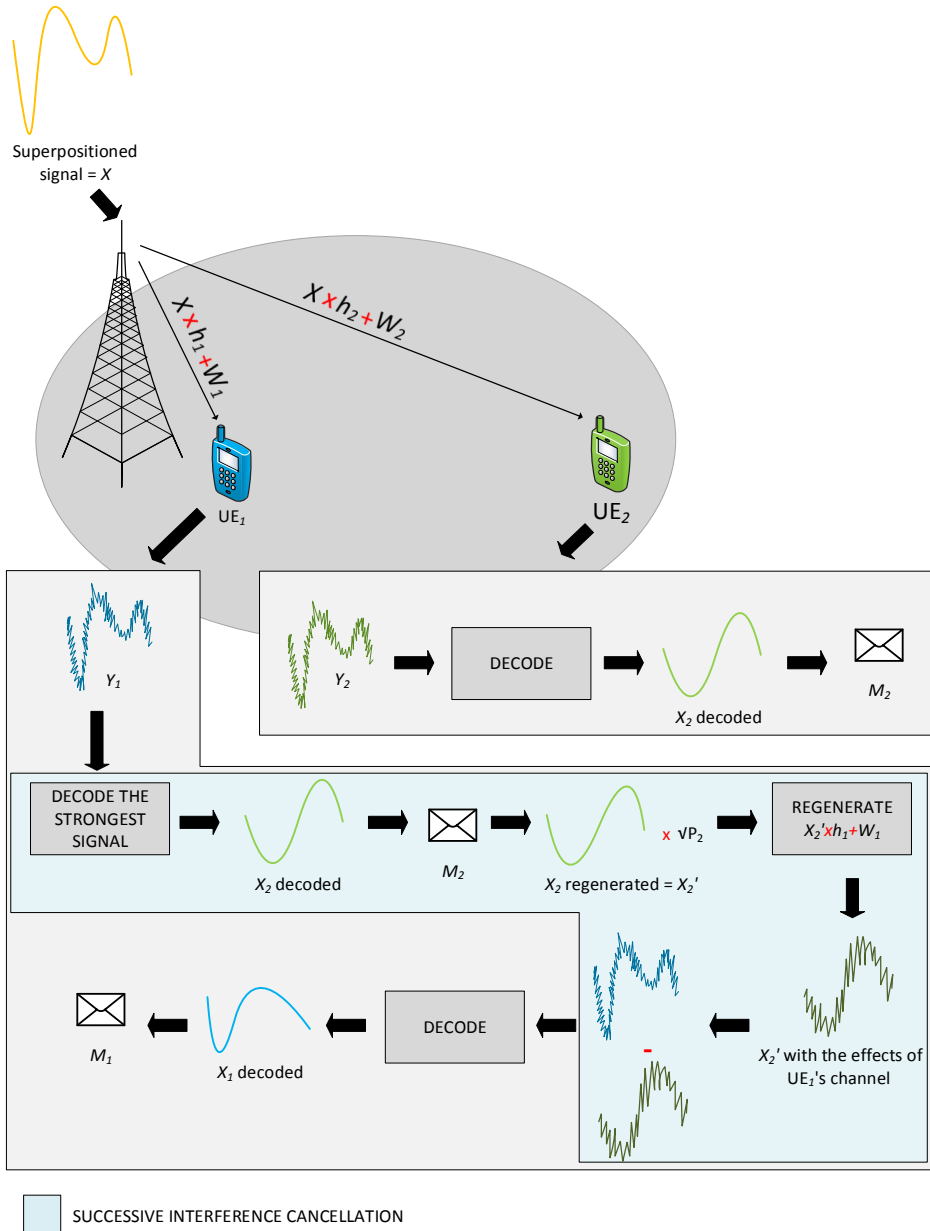 Superpositioned
signal = X
X x h₁ + W₁
X x h₂ + W₂
UE₁
UE₂
Y₁
Y₂
DECODE
X₂ decoded
M₂
DECODE THE
STRONGEST
SIGNAL
X₂ decoded
M₂
X₂ regenerated = X₂'
x √P₂
REGENERATE
X₂'xh₁+W₁
X₂' with the effects of
UE₁'s channel
-
DECODE
X₁ decoded
M₁
SUCCESSIVE INTERFERENCE CANCELLATION